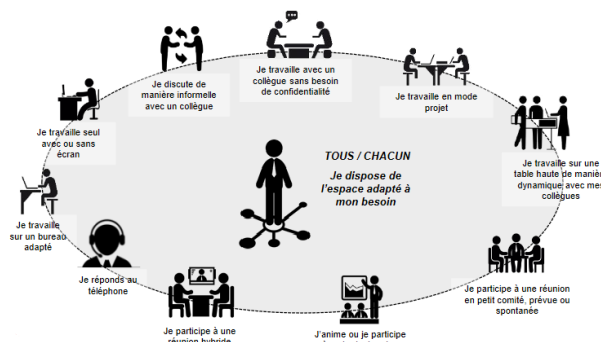 Je travaille avec un
collègue sans besoin
de confidentialité
Je discute de
manière informelle
avec un collègue
Je travaille en mode
projet
Je travaille seul
avec ou sans
écran
TOUS / CHACUN
Je dispose de
l'espace adapté à
mon besoin
Je travaille sur une
table haute de manière
dynamique avec mes
collègues
Je travaille
sur un bureau
adapté
Je réponds au
téléphone
Je participe à une réunion
en petit comité, prévue ou
spontanée
Je participe à une
réunion hybride
J'anime ou je participe